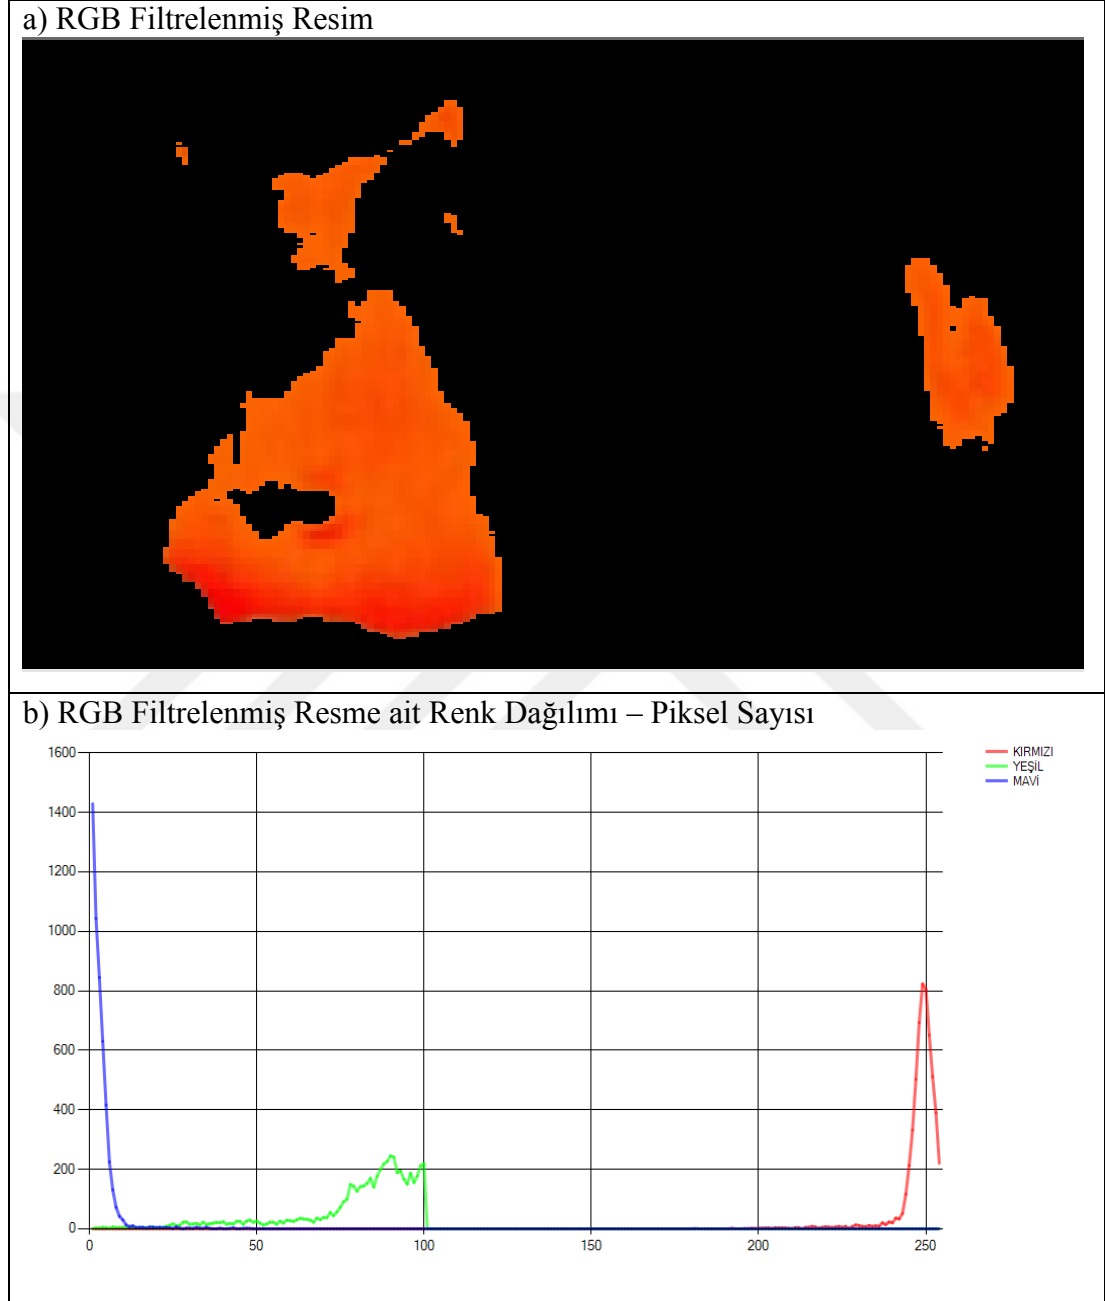 a) RGB Filtrelenmiş Resim
b) RGB Filtrelenmiş Resme ait Renk Dağılımı – Piksel Sayısı
1600
1400
1200
1000
800
600
400
200
0
0 50 100 150 200 250
KIRMIZI
YEŞİL
MAVİ